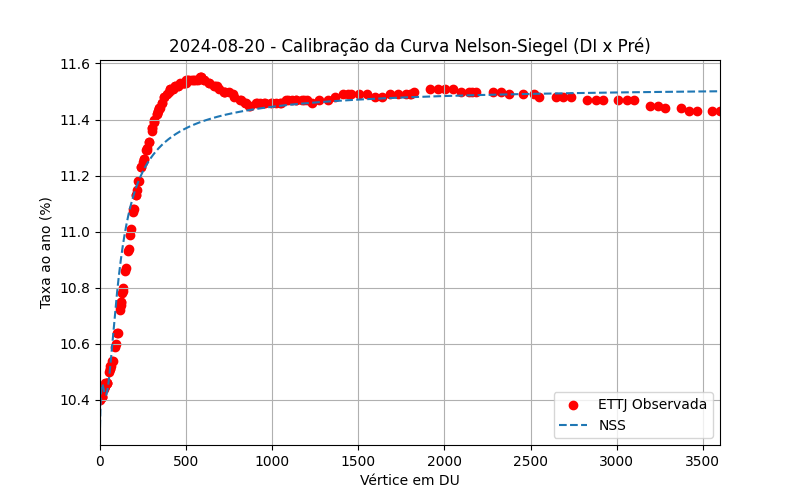 2024-08-20 - Calibração da Curva Nelson-Siegel (DI x Pré)
Taxa ao ano (%)
11.6
11.4
11.2
11.0
10.8
10.6
10.4
ETTJ Observada
NSS
0 500 1000 1500 2000 2500 3000 3500
Vértice em DU